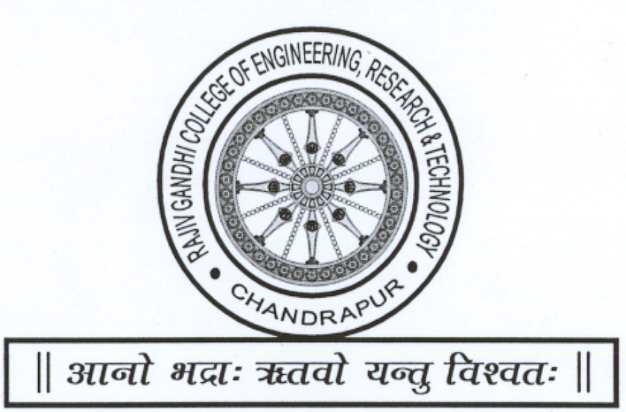 RAJIV GANDHI COLLEGE OF ENGINEERING, RESEARCH & TECHNOLOGY
• CHANDRAPUR •
|| आनो भद्राः ऋतवो यन्तु विश्वतः ||